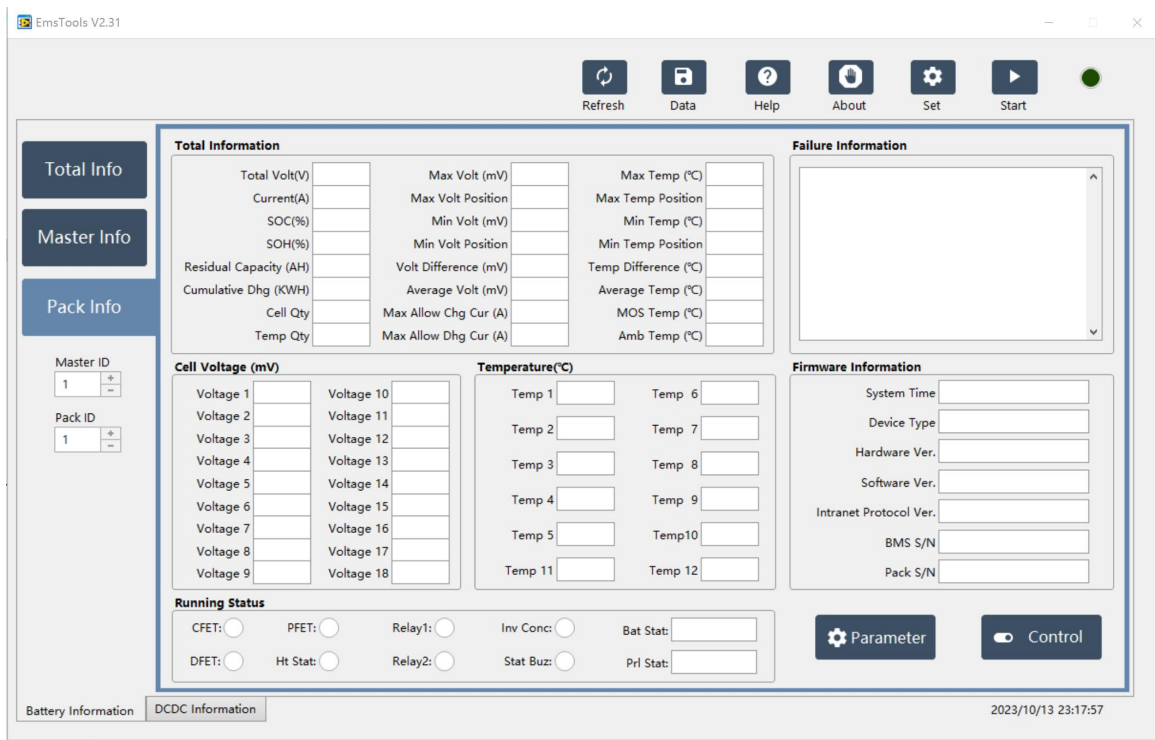 EmsTools V2.31
Refresh Data Help About Set Start
Total Info
Master Info
Pack Info
Master ID
1
Pack ID
1
Total Information
Total Volt(V) Max Volt (mV) Max Temp (℃)
Current(A) Max Volt Position Max Temp Position
SOC(%) Min Volt (mV) Min Temp (℃)
SOH(%) Min Volt Position Min Temp Position
Residual Capacity (AH) Volt Difference (mV) Temp Difference (℃)
Cumulative Dhg (KWH) Average Volt (mV) Average Temp (℃)
Cell Qty Max Allow Chg Cur (A) MOS Temp (℃)
Temp Qty Max Allow Dhg Cur (A) Amb Temp (℃)
Failure Information
Cell Voltage (mV)
Voltage 1 Voltage 10
Voltage 2 Voltage 11
Voltage 3 Voltage 12
Voltage 4 Voltage 13
Voltage 5 Voltage 14
Voltage 6 Voltage 15
Voltage 7 Voltage 16
Voltage 8 Voltage 17
Voltage 9 Voltage 18
Temperature(℃)
Temp 1 Temp 6
Temp 2 Temp 7
Temp 3 Temp 8
Temp 4 Temp 9
Temp 5 Temp10
Temp 11 Temp 12
Firmware Information
System Time
Device Type
Hardware Ver.
Software Ver.
Intranet Protocol Ver.
BMS S/N
Pack S/N
Running Status
CFET: PFET: Relay1: Inv Conc: Bat Stat:
DFET: Ht Stat: Relay2: Stat Buz: Prl Stat:
Parameter
Control
Battery Information DCDC Information
2023/10/13 23:17:57